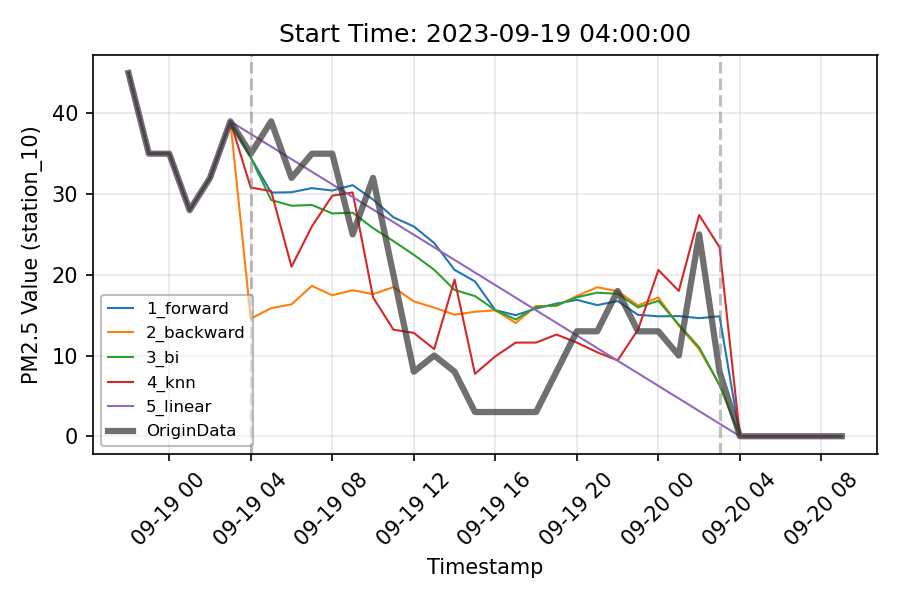 Start Time: 2023-09-19 04:00:00
PM2.5 Value (station_10)
40
30
20
10
0
1_forward
2_backward
3_bi
4_knn
5_linear
OriginData
09-19 00
09-19 04
09-19 08
09-19 12
09-19 16
09-19 20
09-20 00
09-20 04
09-20 08
Timestamp